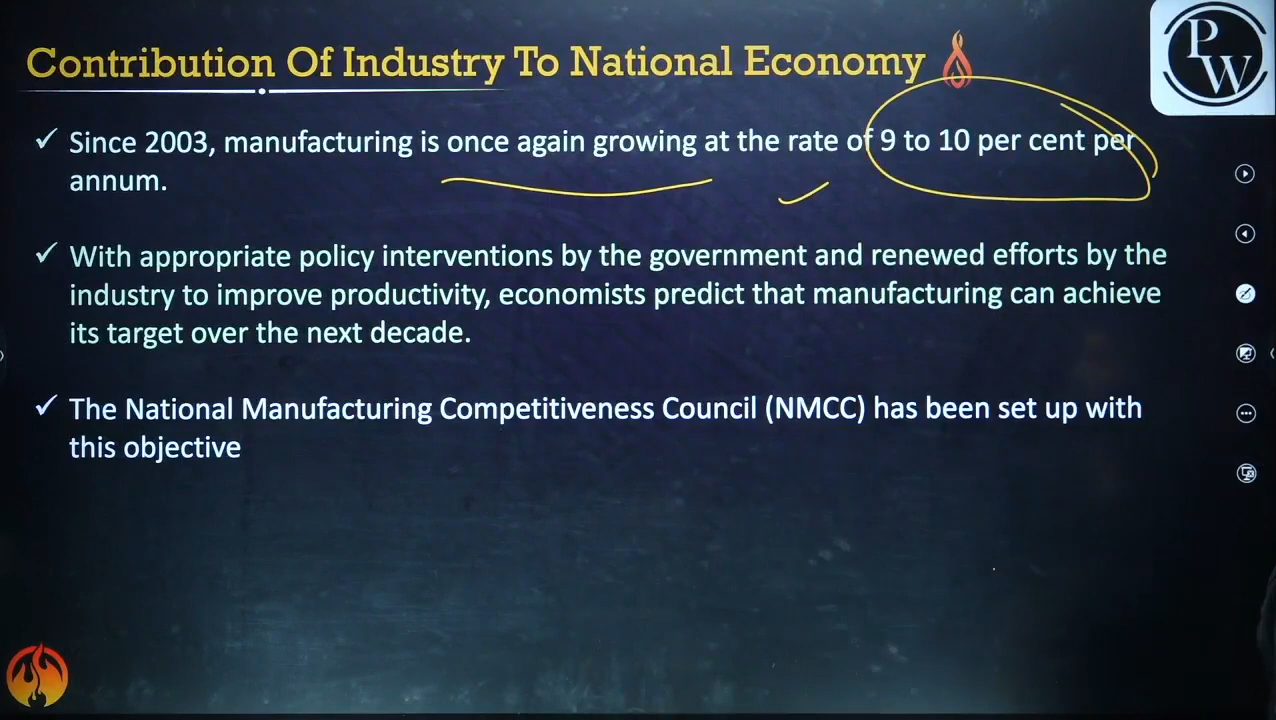 Contribution Of Industry To National Economy
PW
✓ Since 2003, manufacturing is once again growing at the rate of 9 to 10 per cent per
annum.
✓ With appropriate policy interventions by the government and renewed efforts by the
industry to improve productivity, economists predict that manufacturing can achieve
its target over the next decade.
✓ The National Manufacturing Competitiveness Council (NMCC) has been set up with
this objective